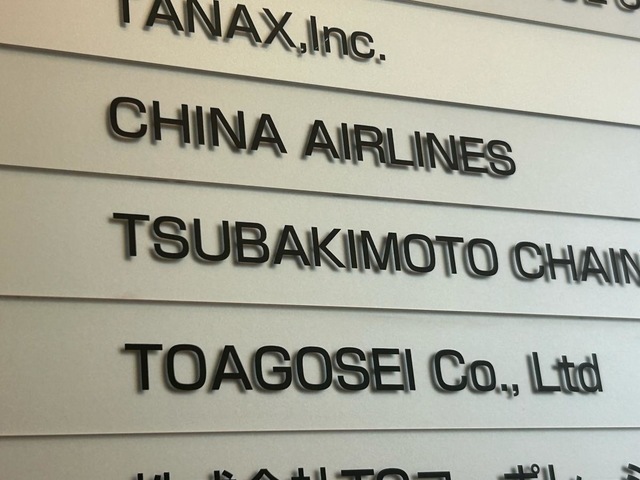 TANAX,Inc.
CHINA AIRLINES
TSUBAKIMOTO CHAIN
TOAGOSEI Co., Ltd